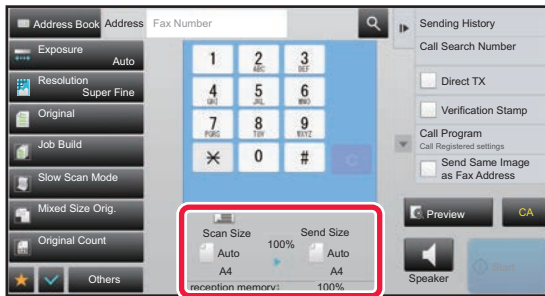 Address Book Address Fax Number
Exposure
Auto
Resolution
Super Fine
Original
Job Build
Slow Scan Mode
Mixed Size Orig.
Original Count
Others
1 2 ABC 3 DEF
4 GHI 5 JKL 6 MNO
7 PQRS 8 TUV 9 WXYZ
0 #
C
Scan Size 100% Send Size
Auto Auto
A4 A4
reception memory: 100%
Sending History
Call Search Number
Direct TX
Verification Stamp
Call Program
Call Registered settings
Send Same Image
as Fax Address
Preview CA
Speaker Start